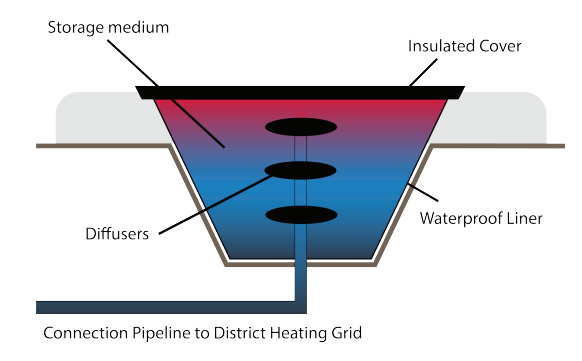 Storage medium
Insulated Cover
Diffusers
Waterproof Liner
Connection Pipeline to District Heating Grid